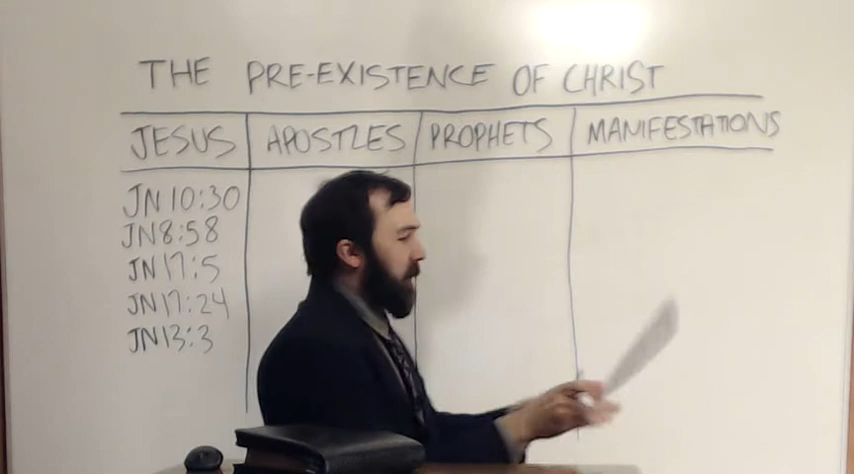 THE PRE-EXISTENCE OF CHRIST
JESUS APOSTLES PROPHETS MANIFESTATIONS
JN 10:30
JN 8:58
JN 17:5
JN 17:24
JN 13:3